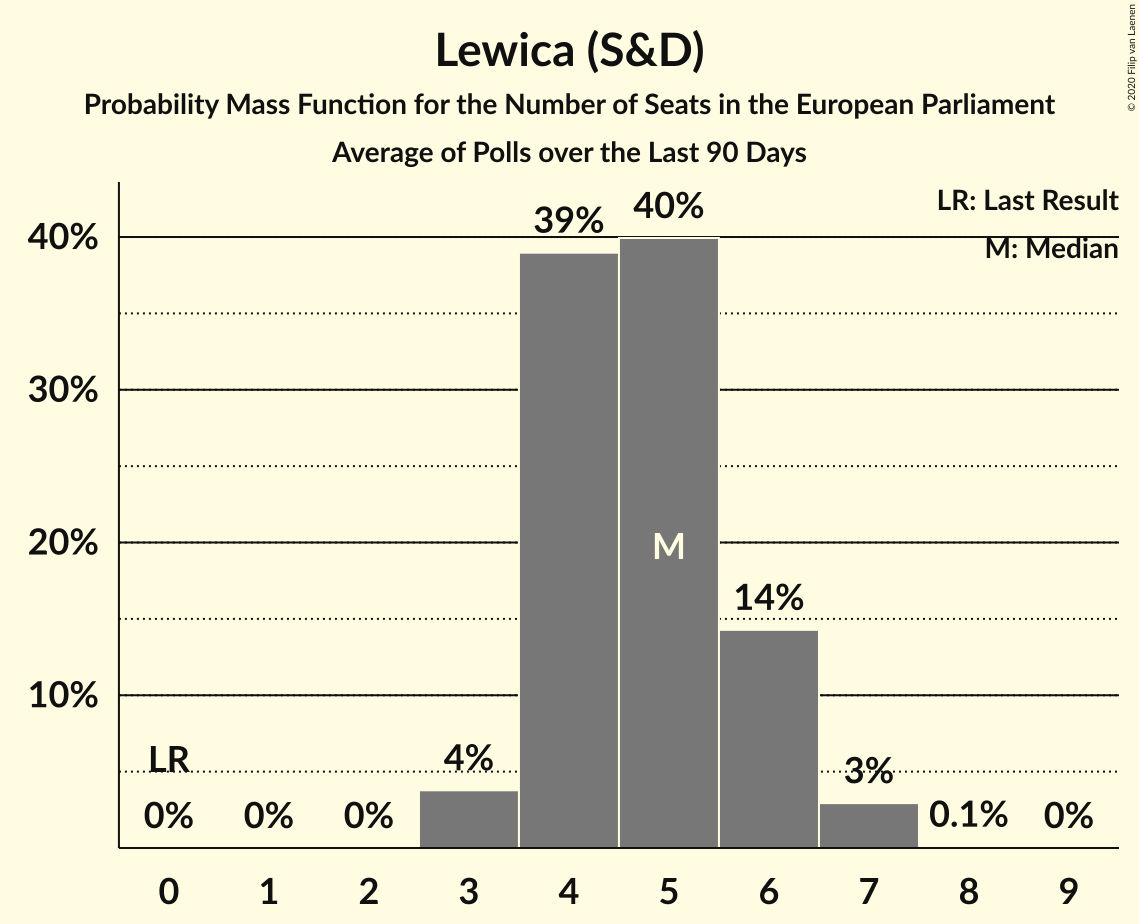 Lewica (S&D)
Probability Mass Function for the Number of Seats in the European Parliament
Average of Polls over the Last 90 Days
© 2020 Filip van Laenen
LR: Last Result
M: Median
40%
30%
20%
10%
39%
40%
M
14%
LR
4%
3%
0%
0%
0%
0.1%
0%
0 1 2 3 4 5 6 7 8 9